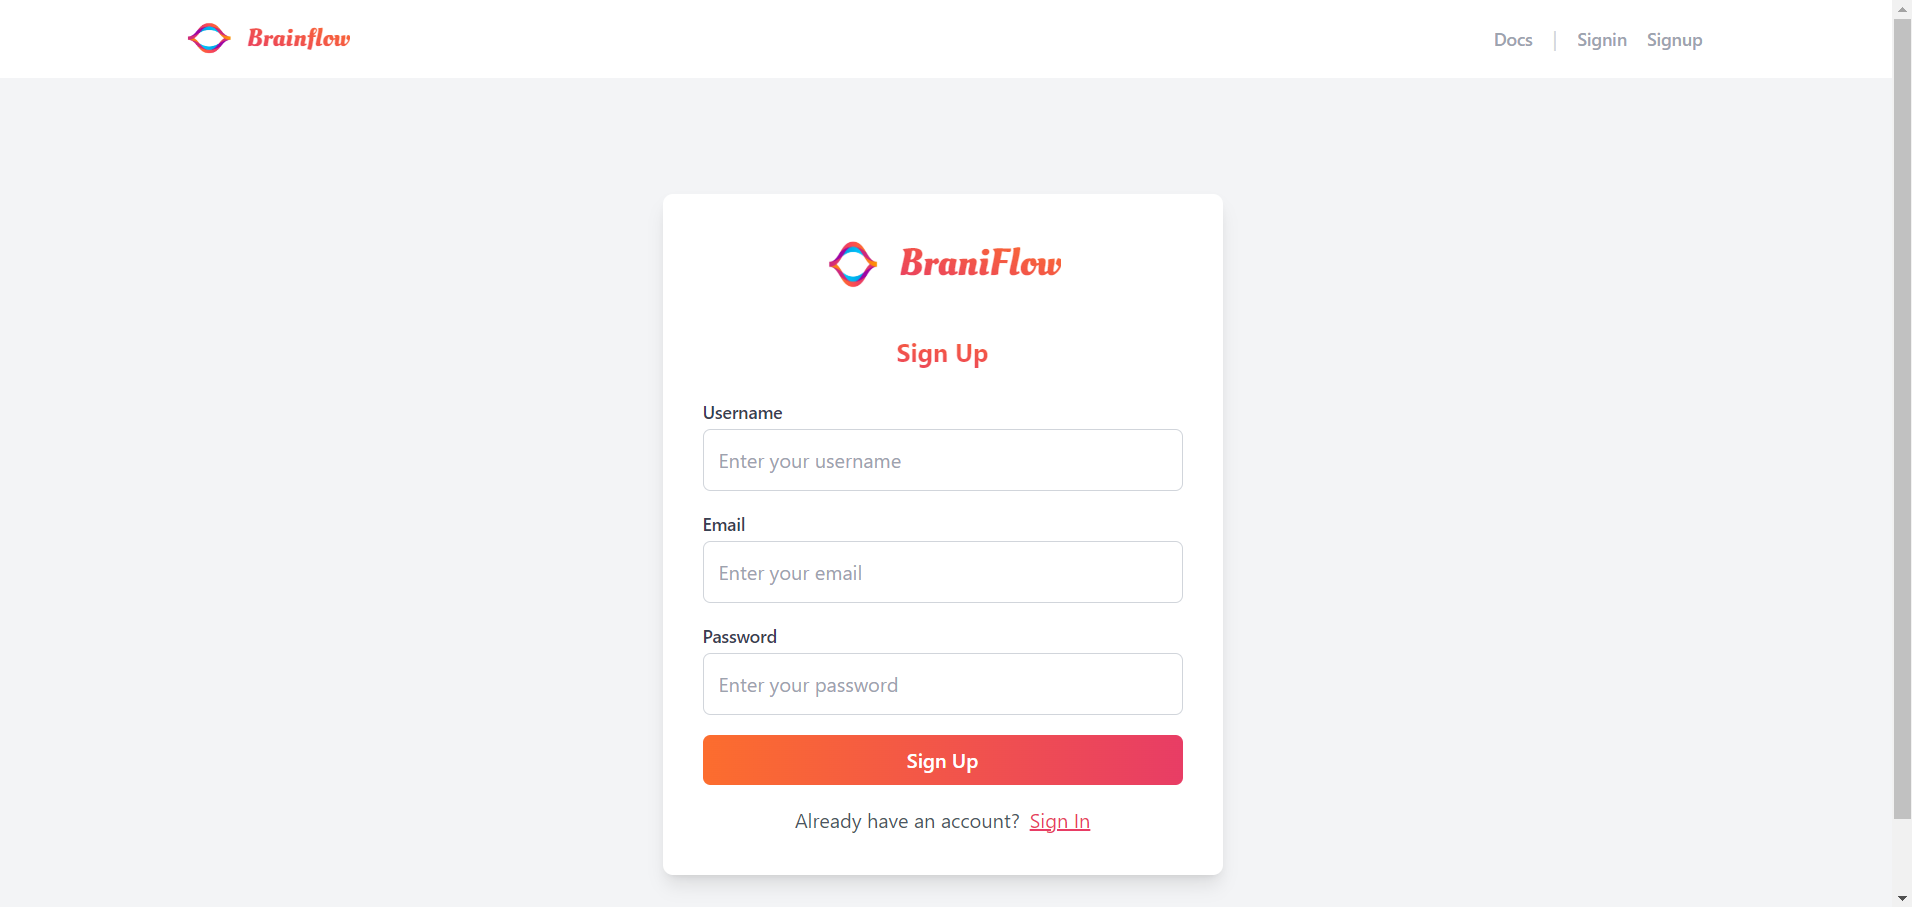 Brainflow
Docs | Signin Signup
BraniFlow
Sign Up
Username
Enter your username
Email
Enter your email
Password
Enter your password
Sign Up
Already have an account? Sign In